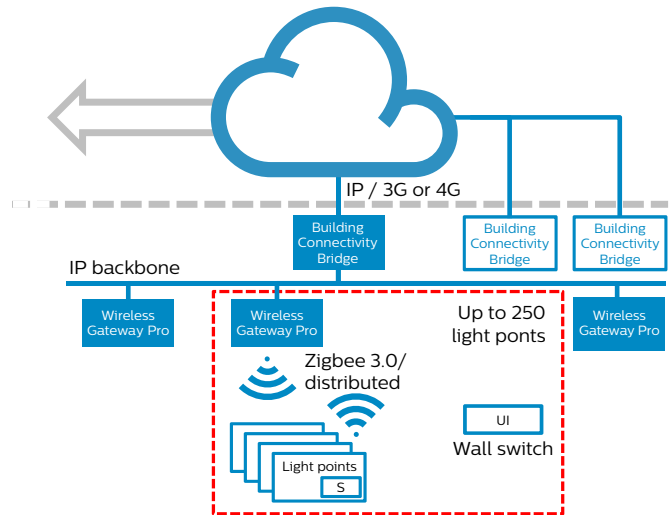 IP / 3G or 4G
Building
Connectivity
Bridge
Building
Connectivity
Bridge
Building
Connectivity
Bridge
IP backbone
Wireless
Gateway Pro
Wireless
Gateway Pro
Up to 250
light ponts
Wireless
Gateway Pro
Zigbee 3.0/
distributed
UI
Wall switch
Light points
S